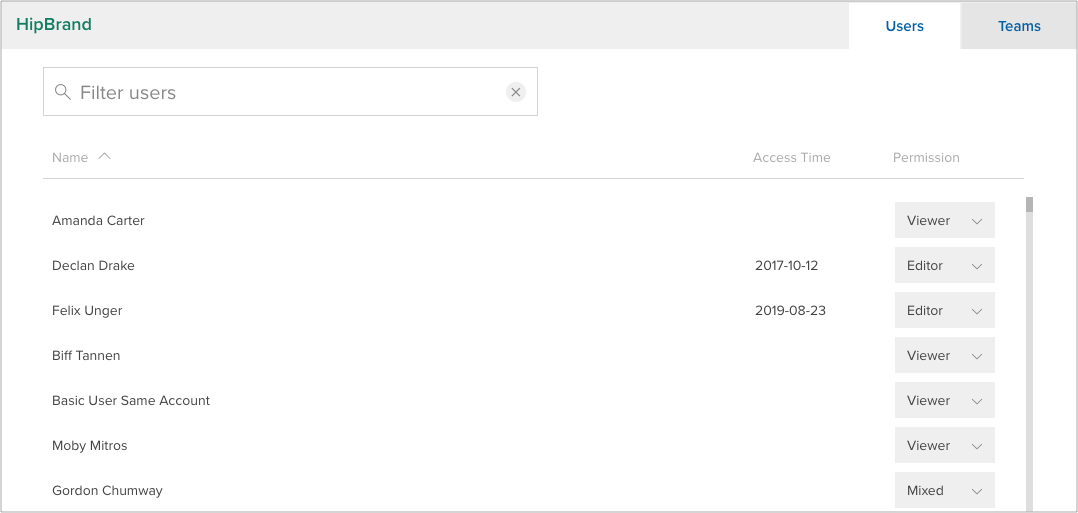 HipBrand
Users
Teams
Filter users
Name Access Time Permission
Amanda Carter Viewer
Declan Drake 2017-10-12 Editor
Felix Unger 2019-08-23 Editor
Biff Tannen Viewer
Basic User Same Account Viewer
Moby Mitros Viewer
Gordon Chumway Mixed